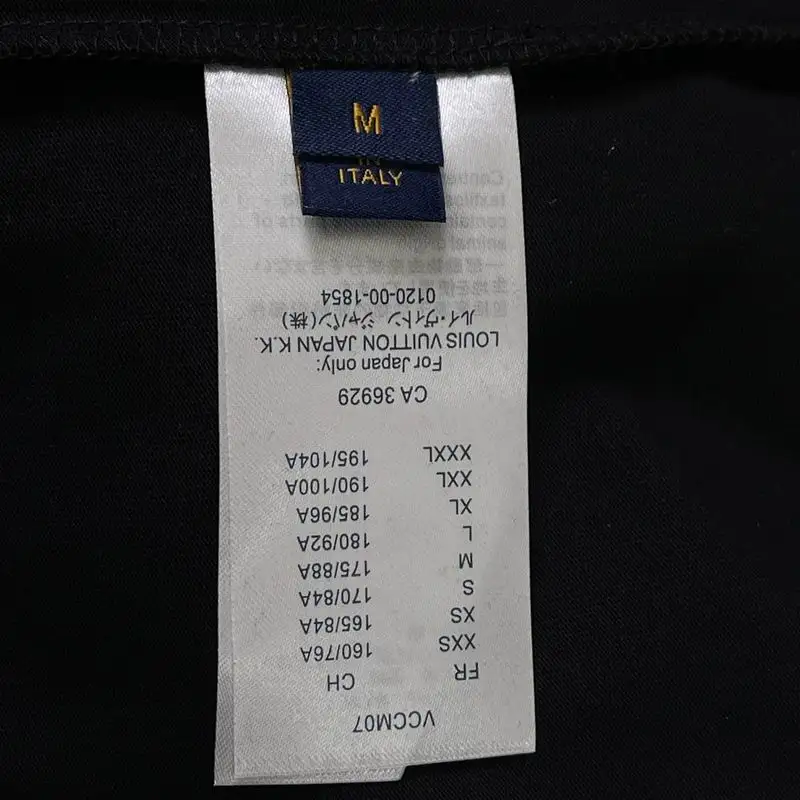 M
IN
ITALY
VCCM07
FR CH
XXS 160/76A
XS 165/84A
S 170/84A
M 175/88A
L 180/92A
XL 185/96A
XXL 190/100A
XXXL 195/104A
CA 36929
For Japan only:
LOUIS VUITTON JAPAN K.K.
ルイ・ヴィトン ジャパン(株)
0120-00-1854